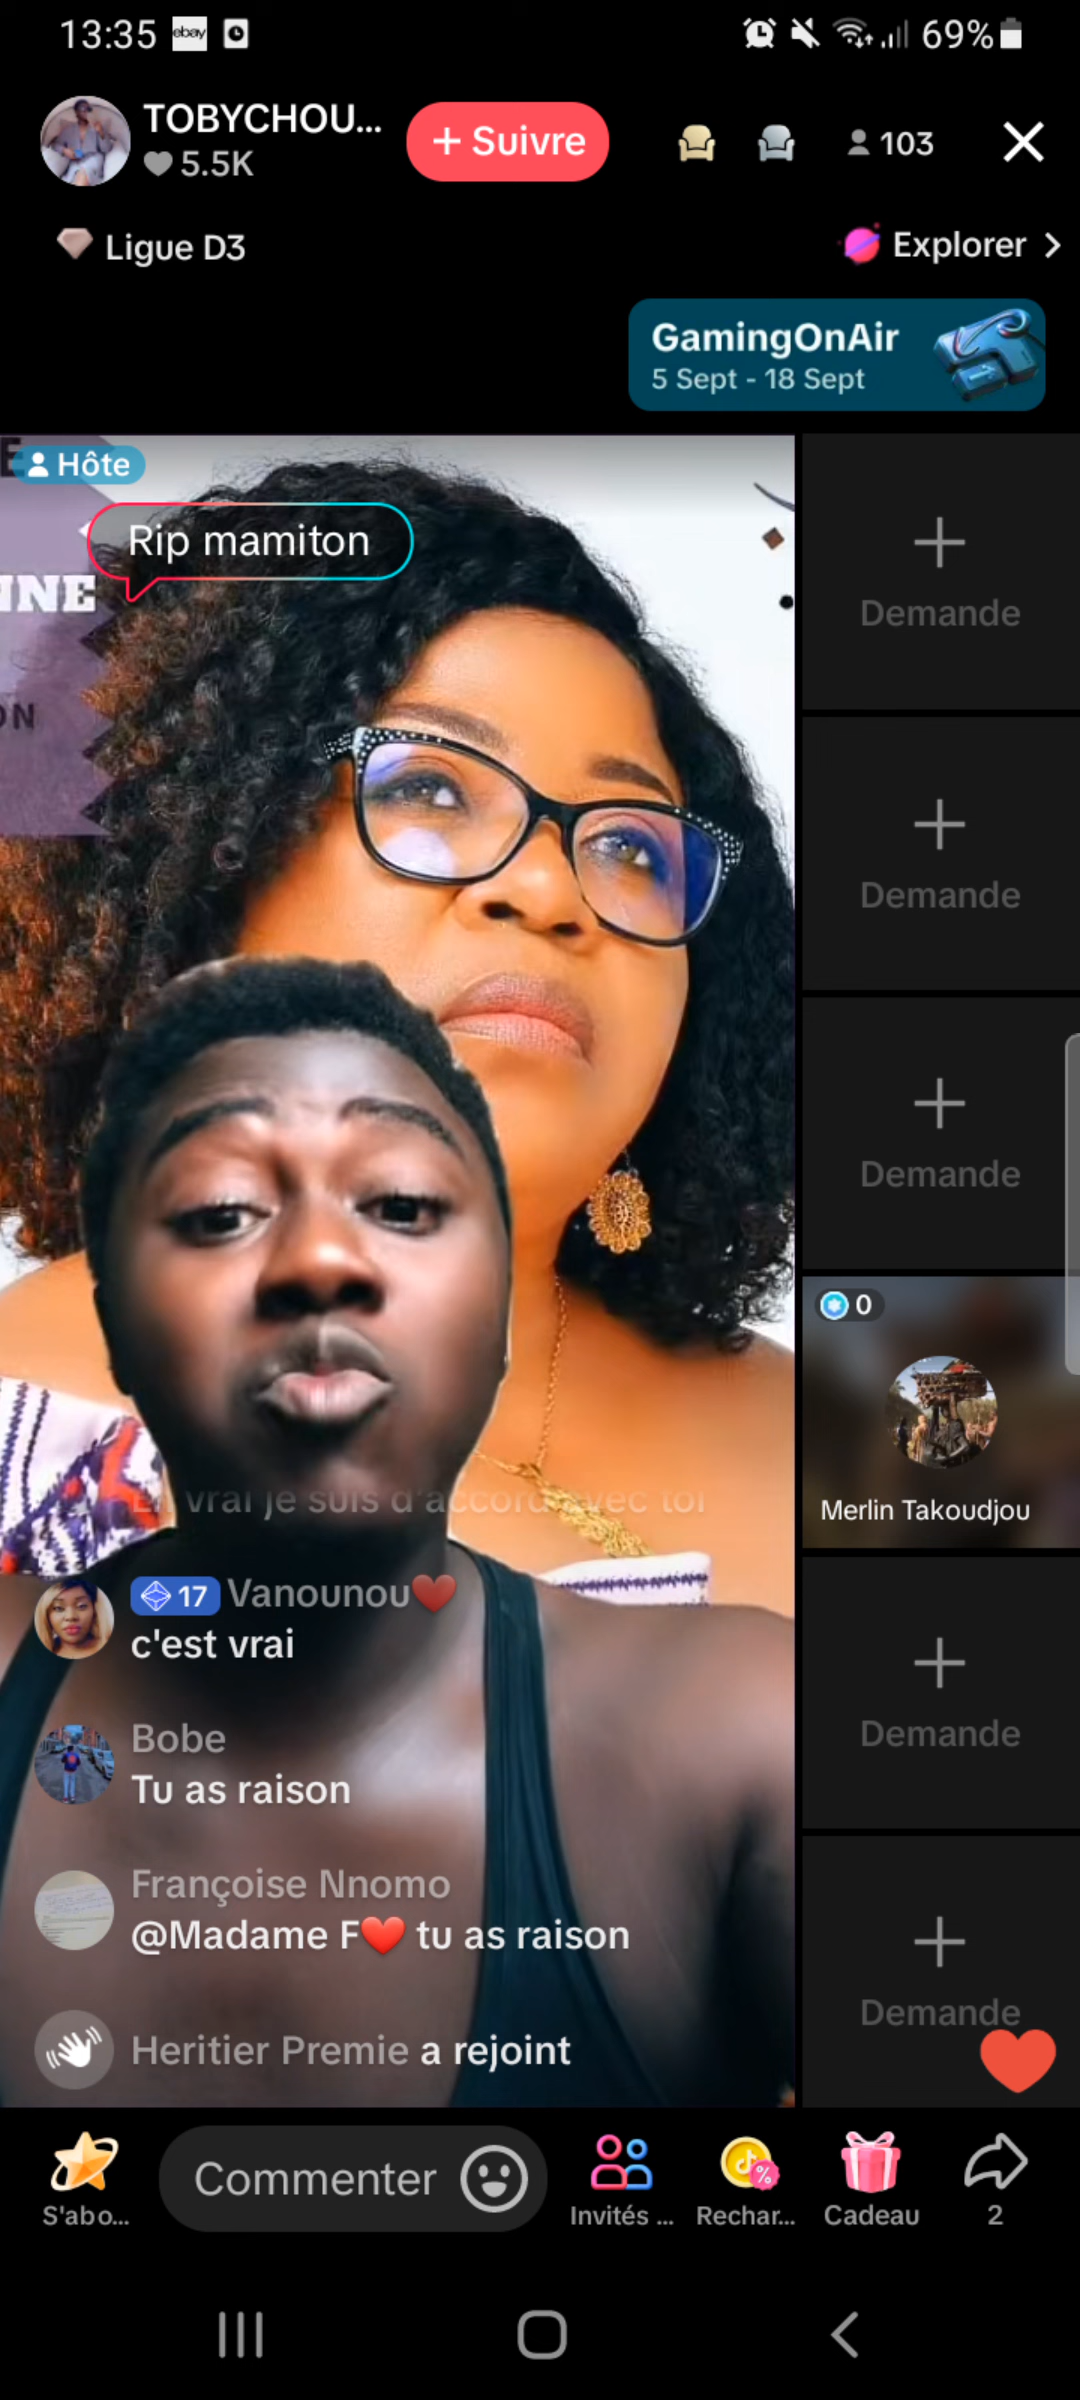 13:35 ebay 69%
TOBYCHOU...
+ Suivre
5.5K
103
Ligue D3
Explorer
GamingOnAir
5 Sept - 18 Sept
E
Hôte
Rip mamiton
NNE
ON
Demande
Demande
Demande
0
Merlin Takoudjou
Demande
Demande
En vrai je suis d'accord avec toi
17 Vanounou❤️
c'est vrai
Bobe
Tu as raison
Françoise Nnomo
@Madame F❤️ tu as raison
Heritier Premie a rejoint
S'abo...
Commenter
Invités ...
Rechar...
Cadeau
2